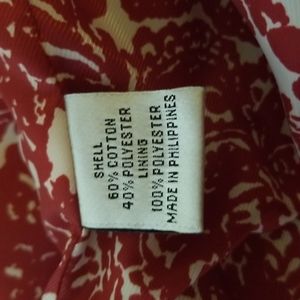 SHELL
60% COTTON
40% POLYESTER
LINING
100% POLYESTER
MADE IN PHILIPPINES